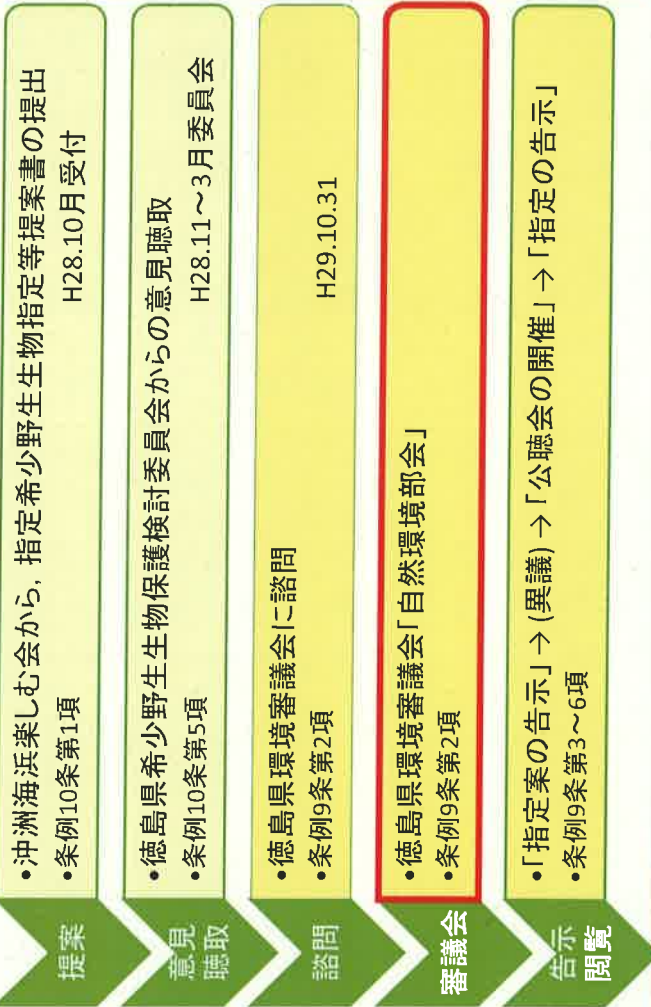 提案
•沖洲海浜楽しむ会から，指定希少野生生物指定等提案書の提出
•条例10条第1項
H28.10月受付
意見
聴取
•徳島県希少野生生物保護検討委員会からの意見聴取
•条例10条第5項
H28.11～3月委員会
諮問
•徳島県環境審議会に諮問
•条例9条第2項
H29.10.31
審議会
•徳島県環境審議会「自然環境部会」
•条例9条第2項
告示
閲覧
•「指定案の告示」→(異議)→「公聴会の開催」→「指定の告示」
•条例9条第3～6項